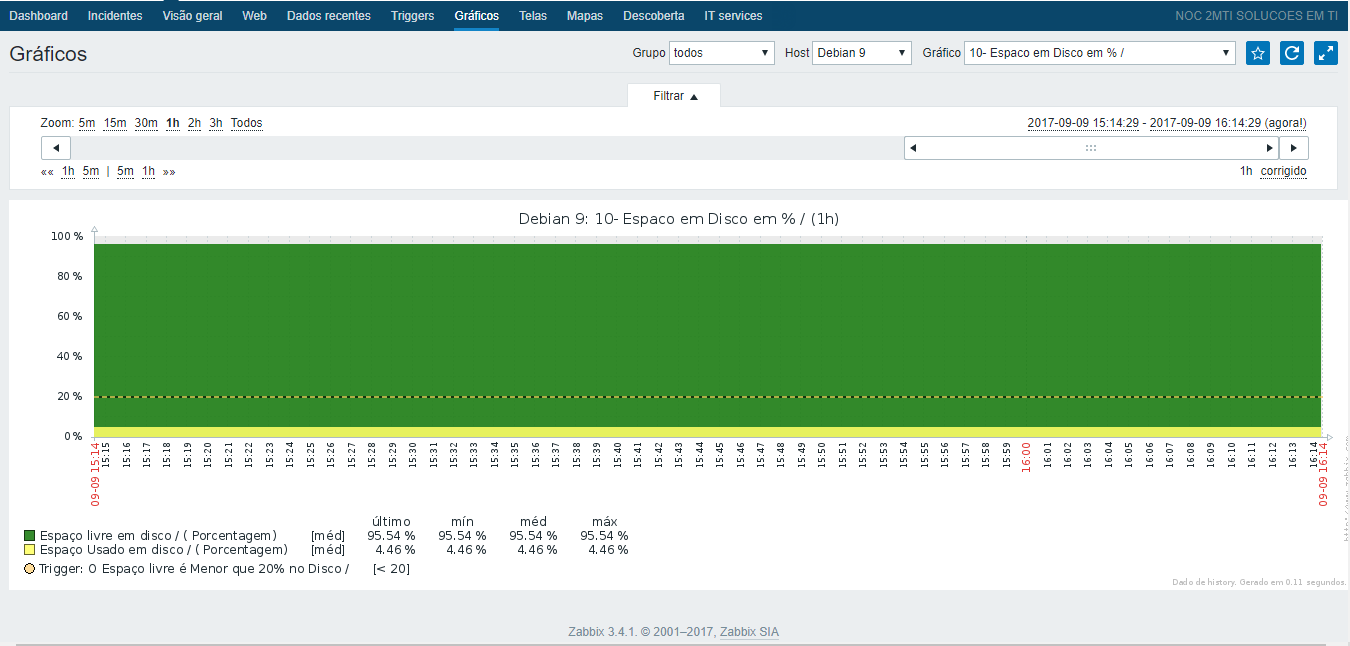 Dashboard Incidentes Visão geral Web Dados recentes Triggers Gráficos Telas Mapas Descoberta IT services NOC 2MTI SOLUCOES EM TI
Gráficos Grupo todos Host Debian 9 Gráfico 10- Espaco em Disco em % /
Filtrar
Zoom: 5m 15m 30m 1h 2h 3h Todos 2017-09-09 15:14:29 - 2017-09-09 16:14:29 (agora!)
«« 1h 5m | 5m 1h »» 1h corrigido
Debian 9: 10- Espaco em Disco em % / (1h)
100 %
80 %
60 %
40 %
20 %
0 %
09-09 15:14 15:15 15:16 15:17 15:18 15:19 15:20 15:21 15:22 15:23 15:24 15:25 15:26 15:27 15:28 15:29 15:30 15:31 15:32 15:33 15:34 15:35 15:36 15:37 15:38 15:39 15:40 15:41 15:42 15:43 15:44 15:45 15:46 15:47 15:48 15:49 15:50 15:51 15:52 15:53 15:54 15:55 15:56 15:57 15:58 15:59 16:00 16:01 16:02 16:03 16:04 16:05 16:06 16:07 16:08 16:09 16:10 16:11 16:12 16:13 16:14 09-09 16:14
último mín méd máx
Espaço livre em disco / ( Porcentagem) [méd] 95.54 % 95.54 % 95.54 % 95.54 %
Espaço Usado em disco / ( Porcentagem) [méd] 4.46 % 4.46 % 4.46 % 4.46 %
Trigger: O Espaço livre é Menor que 20% no Disco / [< 20]
http://www.zabbix.com
Dado de history. Gerado em 0.11 segundos.
Zabbix 3.4.1. © 2001–2017, Zabbix SIA